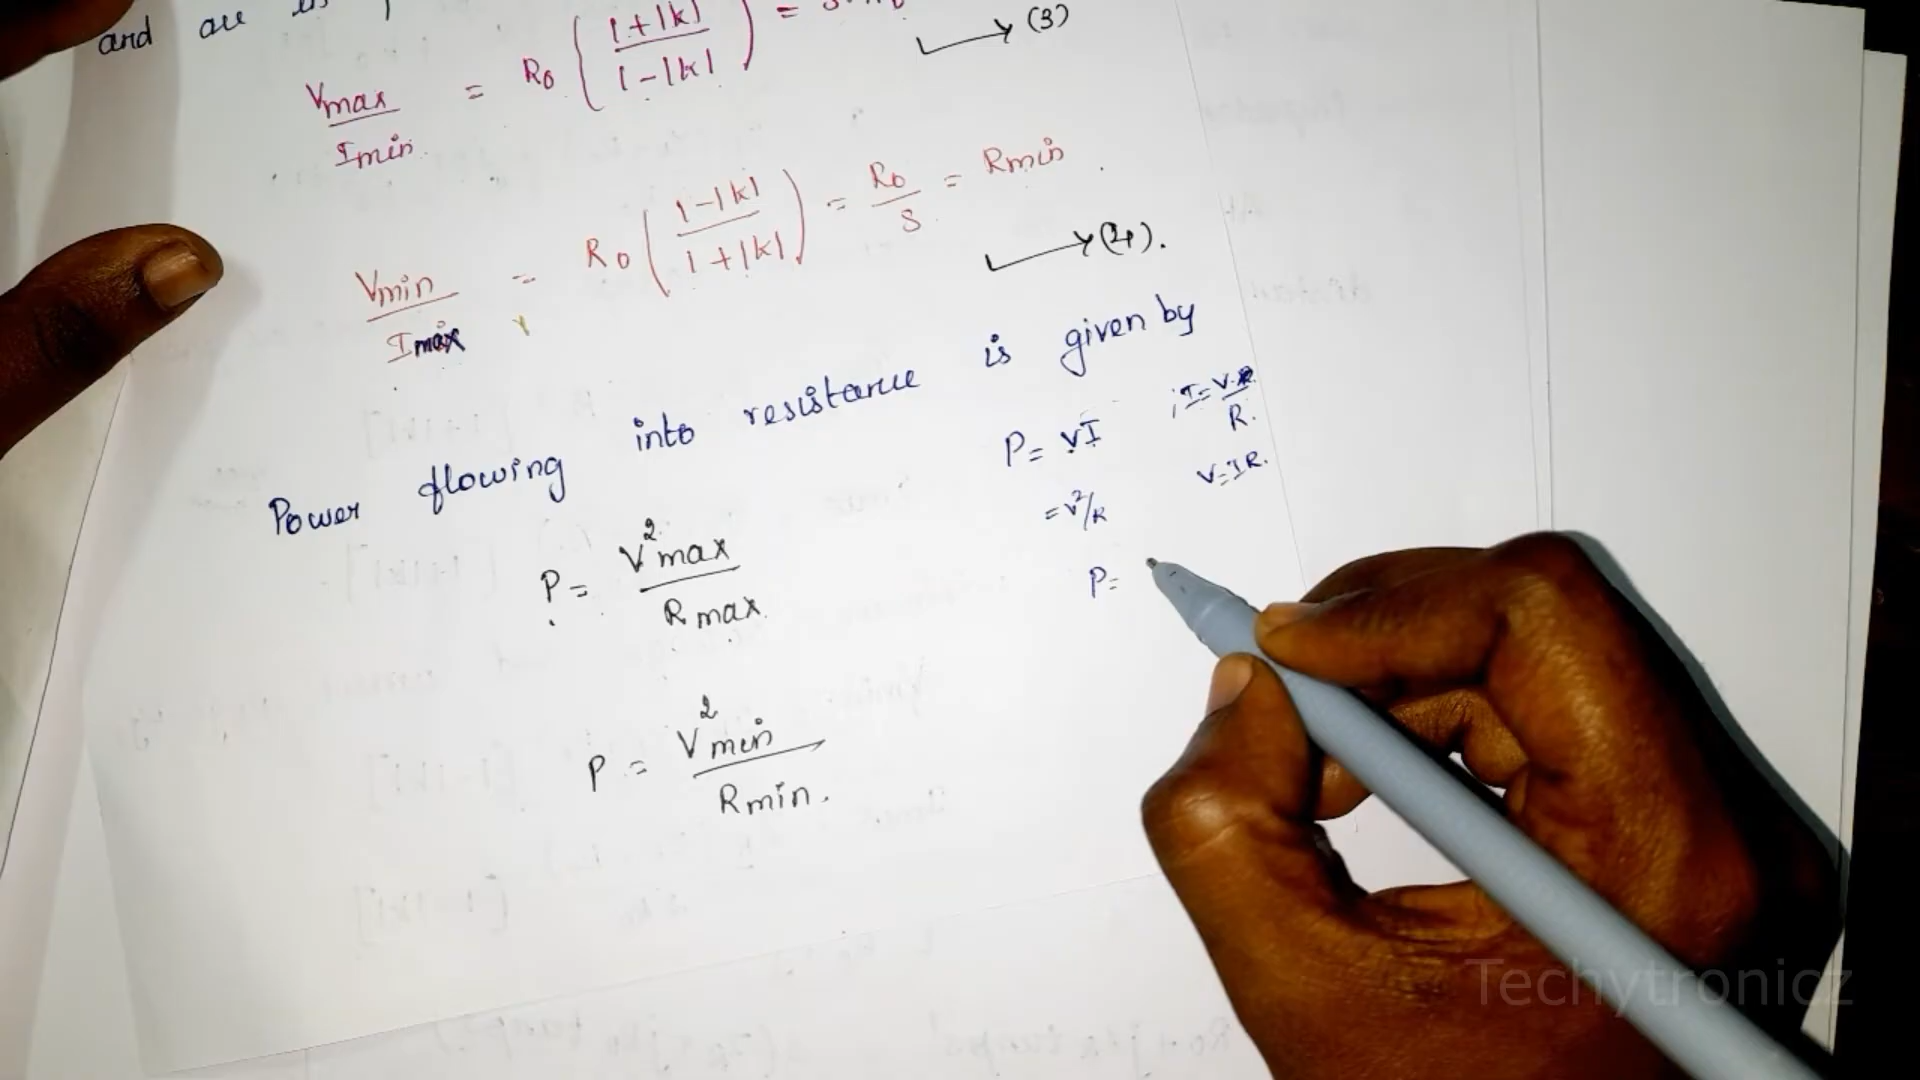 and are in
Vmax/Imin = R0 (1+|k|/1-|k|) = → (3)
Vmin/Imax = R0 (1-|k|/1+|k|) = R0/S = Rmin → (4).
Power flowing into resistance is given by
P = V²max/Rmax
P = V²min/Rmin.
P = VI
= V²/R
P =
V=IR.
Techytronicz